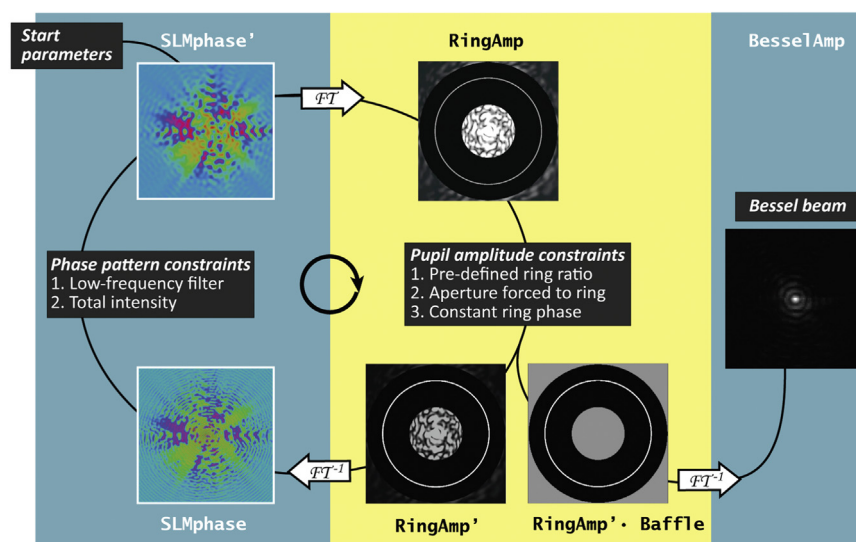 Start
parameters
SLMphase’
RingAmp
BesselAmp
ℱT
Bessel beam
Phase pattern constraints
1. Low-frequency filter
2. Total intensity
Pupil amplitude constraints
1. Pre-defined ring ratio
2. Aperture forced to ring
3. Constant ring phase
ℱT⁻¹
ℱT⁻¹
SLMphase
RingAmp’
RingAmp’· Baffle